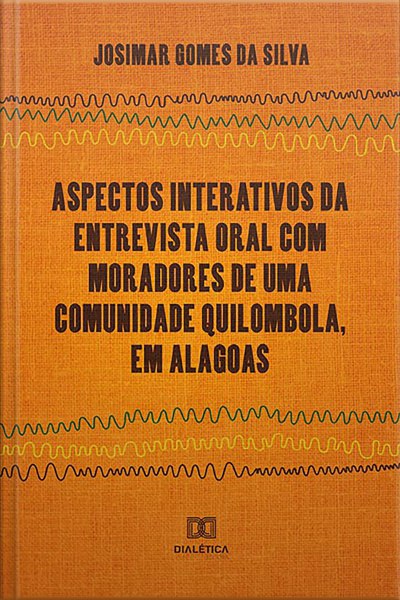 JOSIMAR GOMES DA SILVA
ASPECTOS INTERATIVOS DA
ENTREVISTA ORAL COM
MORADORES DE UMA
COMUNIDADE QUILOMBOLA,
EM ALAGOAS
DIALÉTICA